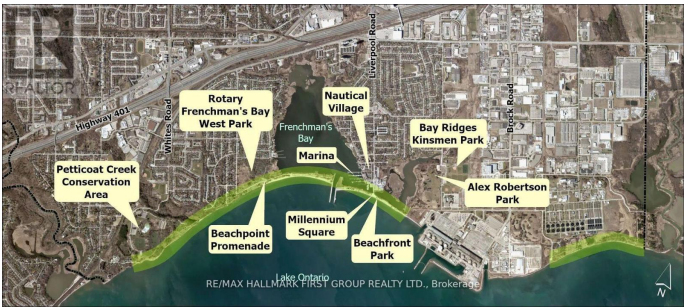 REALTOR
Highway 401
Whites Road
Liverpool Road
Brock Road
Rotary
Frenchman's Bay
West Park
Nautical
Village
Frenchman's
Bay
Marina
Bay Ridges
Kinsmen Park
Petticoat Creek
Conservation
Area
Alex Robertson
Park
Beachpoint
Promenade
Millennium
Square
Beachfront
Park
Lake Ontario
RE/MAX HALLMARK FIRST GROUP REALTY LTD., Brokerage
N